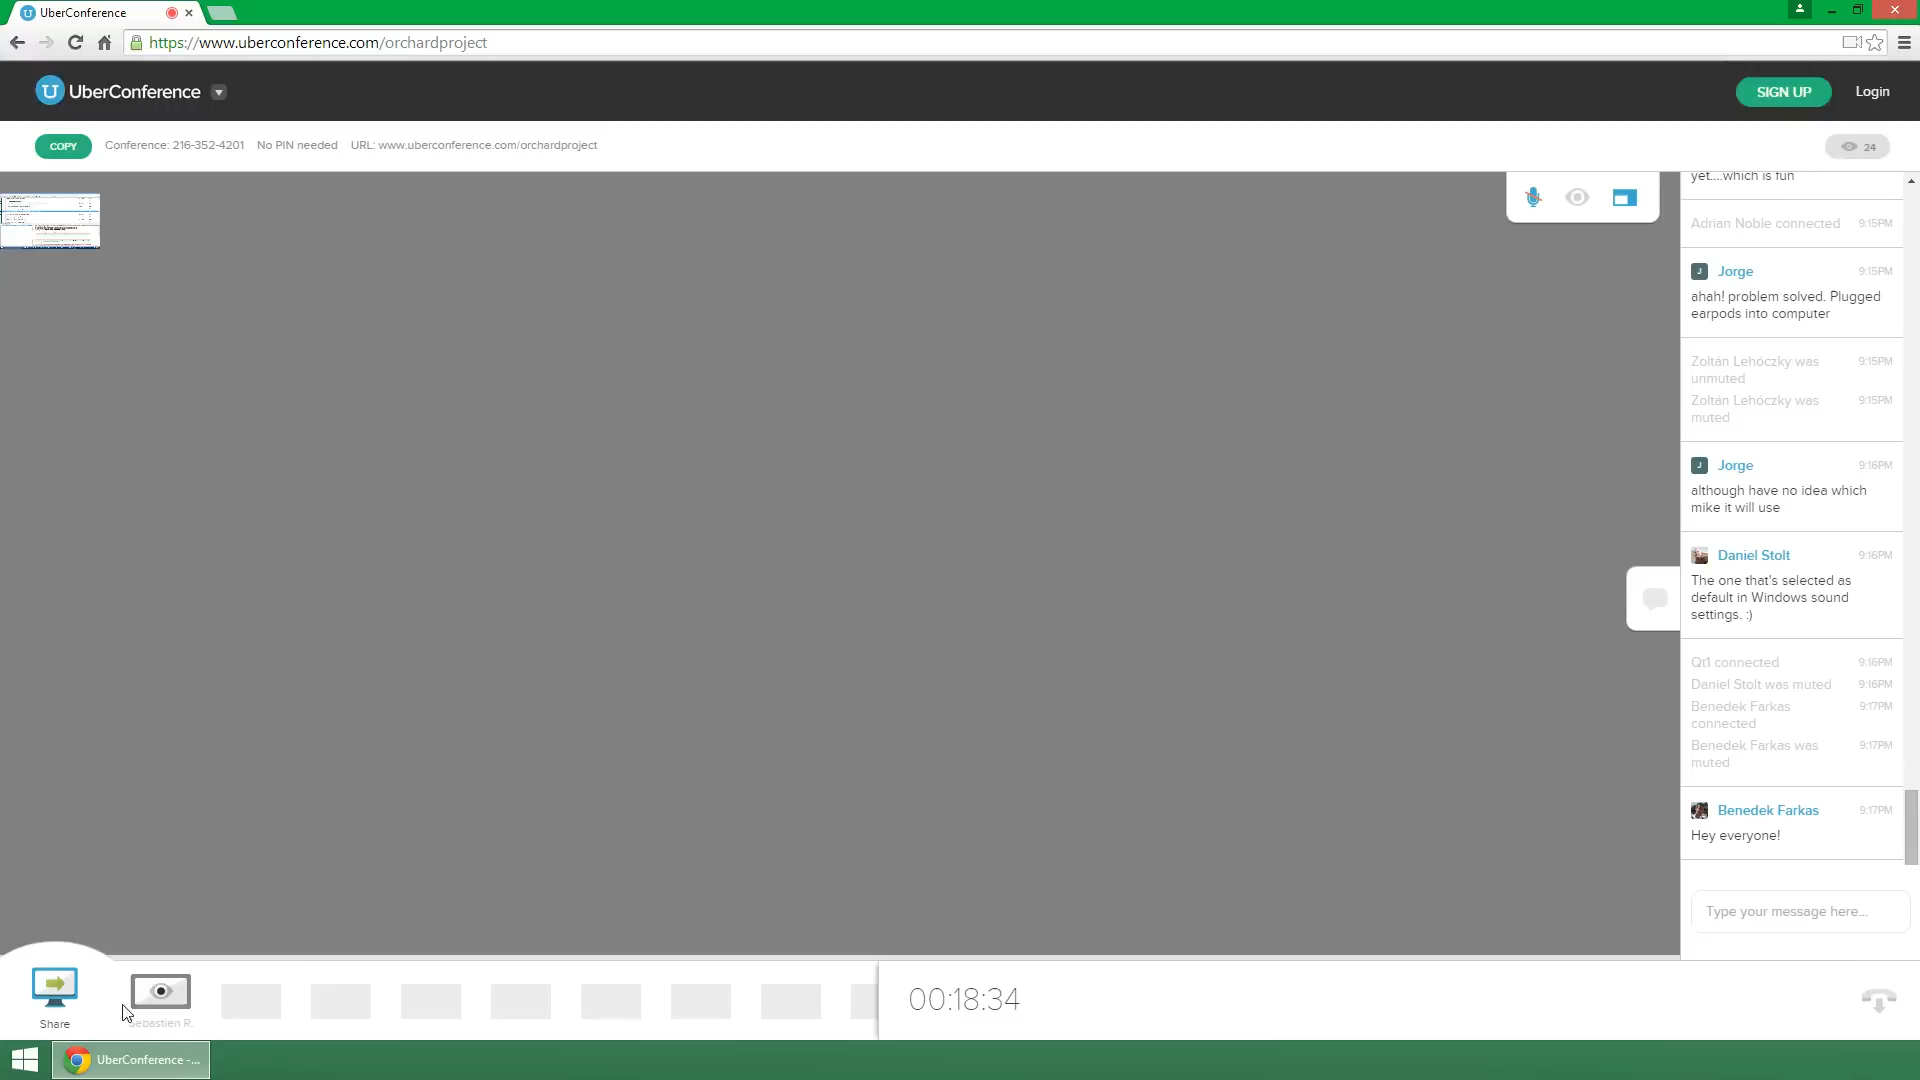 UberConference
https://www.uberconference.com/orchardproject
UberConference
SIGN UP
Login
COPY
Conference: 216-352-4201
No PIN needed
URL: www.uberconference.com/orchardproject
24
yet....which is fun
Adrian Noble connected 9:15PM
J Jorge 9:15PM
ahah! problem solved. Plugged
earpods into computer
Zoltán Lehóczky was 9:15PM
unmuted
Zoltán Lehóczky was 9:15PM
muted
J Jorge 9:16PM
although have no idea which
mike it will use
Daniel Stolt 9:16PM
The one that's selected as
default in Windows sound
settings. :)
Qt1 connected 9:16PM
Daniel Stolt was muted 9:16PM
Benedek Farkas 9:17PM
connected
Benedek Farkas was 9:17PM
muted
Benedek Farkas 9:17PM
Hey everyone!
Type your message here...
Share
Sebastien R.
00:18:34
UberConference -...